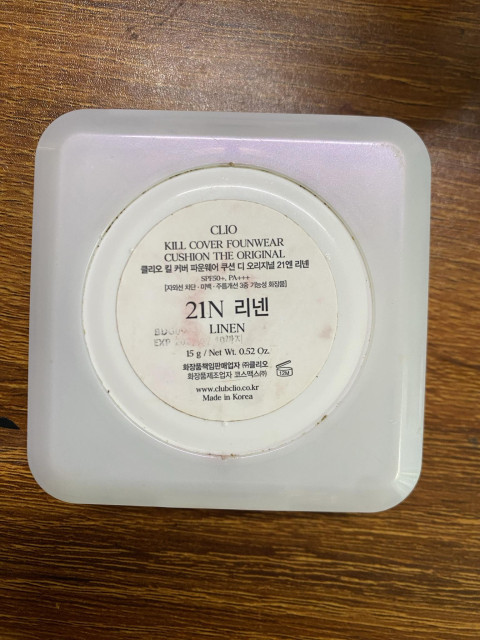 CLIO
KILL COVER FOUNWEAR
CUSHION THE ORIGINAL
클리오 킬 커버 파운웨어 쿠션 디 오리지널 21엔 리넨
SPF50+, PA+++
[자외선 차단 · 미백 · 주름개선 3중 기능성 화장품]
21N 리넨
LINEN
EXP
15 g / Net Wt. 0.52 Oz.
화장품책임판매업자 ㈜클리오
화장품제조업자 코스맥스㈜
12M
www.clubclio.co.kr
Made in Korea